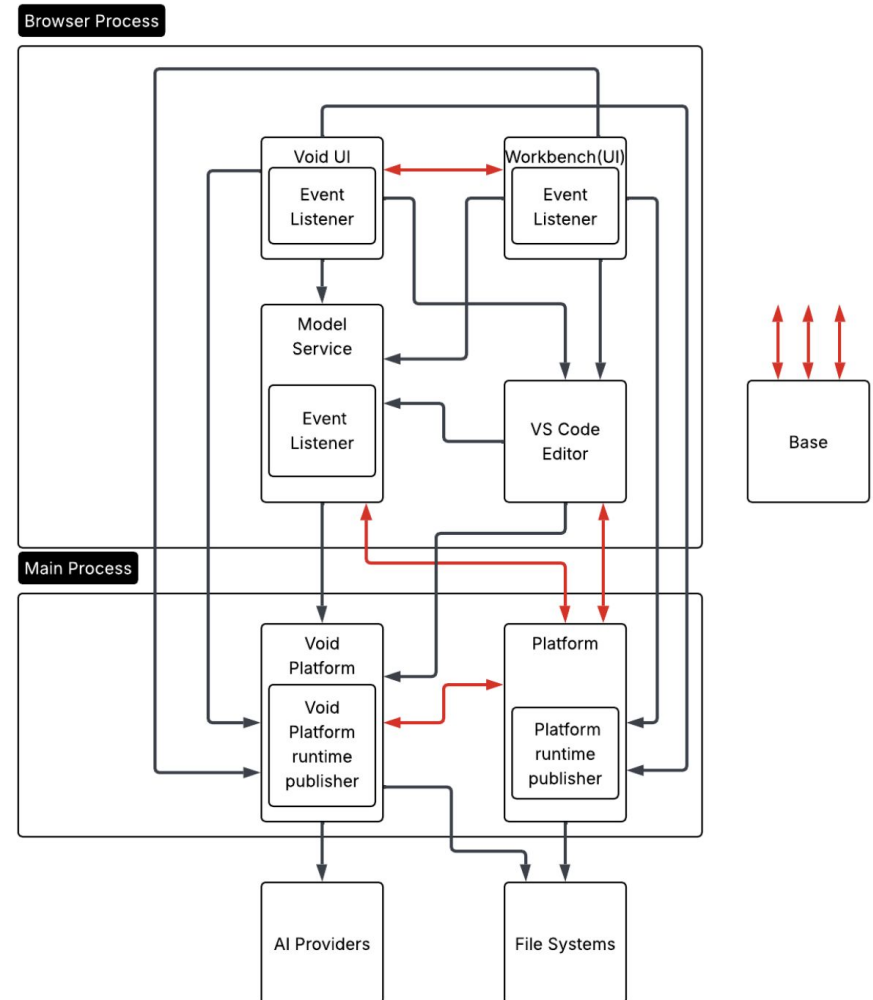 Browser Process
Void UI
Event
Listener
Workbench(UI)
Event
Listener
Model
Service
Event
Listener
VS Code
Editor
Base
Main Process
Void
Platform
Void
Platform
runtime
publisher
Platform
Platform
runtime
publisher
AI Providers
File Systems